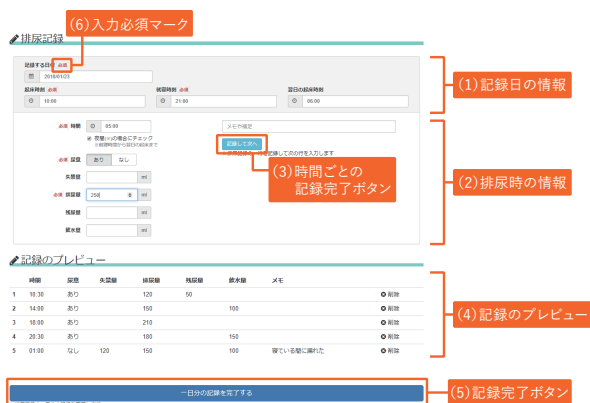 (6)入力必須マーク
排尿記録
記録する日付 必須
2018/01/23
起床時刻 必須 就寝時刻 必須 翌日の起床時刻
10:00 21:00 06:00
(1)記録日の情報
必須 時間 05:00 メモや補足
夜間(※)の場合にチェック 記録して次へ
必須 尿意 あり なし
(3)時間ごとの
記録完了ボタン
失禁量 ml
(2)排尿時の情報
必須 排尿量 250 ml
残尿量 ml
飲水量 ml
記録のプレビュー
時間 尿意 失禁量 排尿量 残尿量 飲水量 メモ
1 10:30 あり 120 50 削除
2 14:00 あり 150 100 削除
3 18:00 あり 210 削除
4 20:30 あり 180 150 削除
5 01:00 なし 120 150 100 寝ている間に漏れた 削除
(4)記録のプレビュー
一日分の記録を完了する
(5)記録完了ボタン